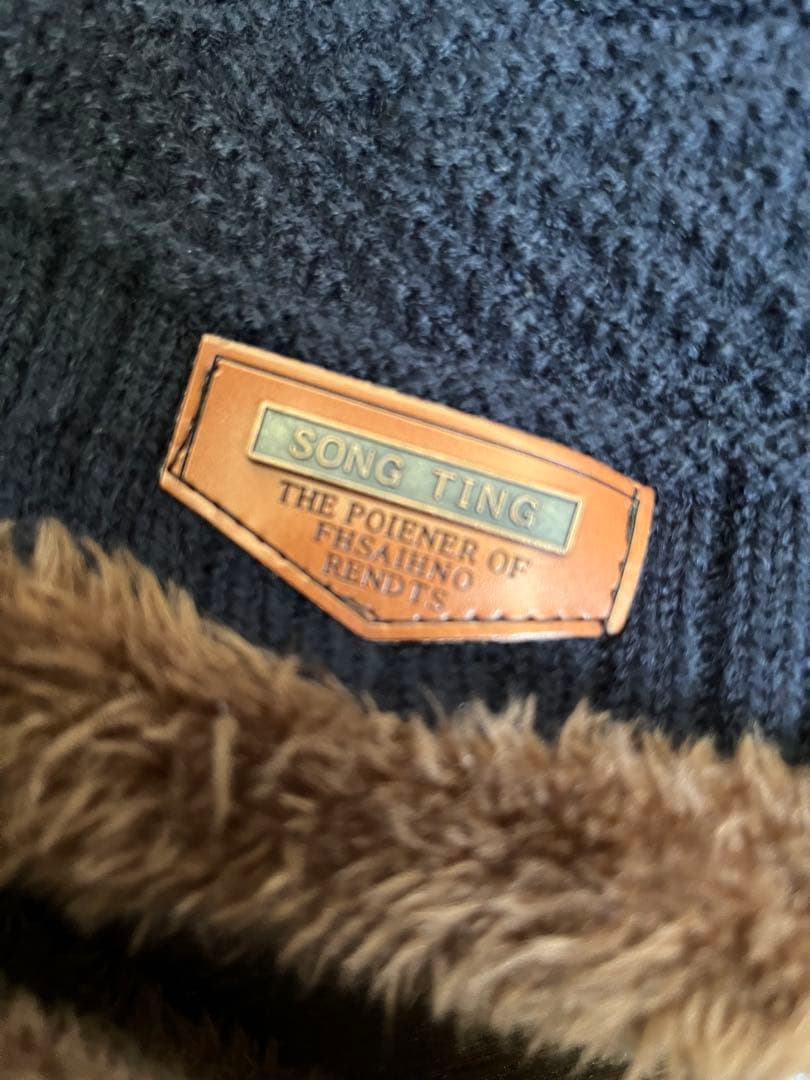 SONG TING
THE POIENER OF
FHSAIHNO
RENDTS